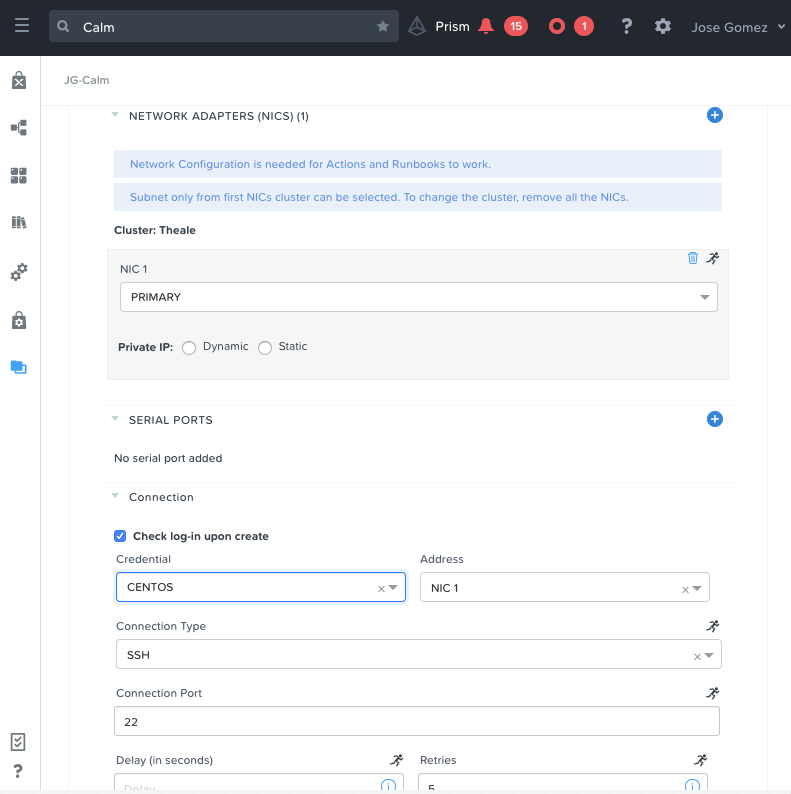 Calm
Prism
15
1
?
Jose Gomez
JG-Calm
NETWORK ADAPTERS (NICS) (1)
Network Configuration is needed for Actions and Runbooks to work.
Subnet only from first NICs cluster can be selected. To change the cluster, remove all the NICs.
Cluster: Theale
NIC 1
PRIMARY
Private IP: Dynamic Static
SERIAL PORTS
No serial port added
Connection
Check log-in upon create
Credential Address
CENTOS × NIC 1 ×
Connection Type
SSH ×
Connection Port
22
Delay (in seconds) Retries
Delay 5
?